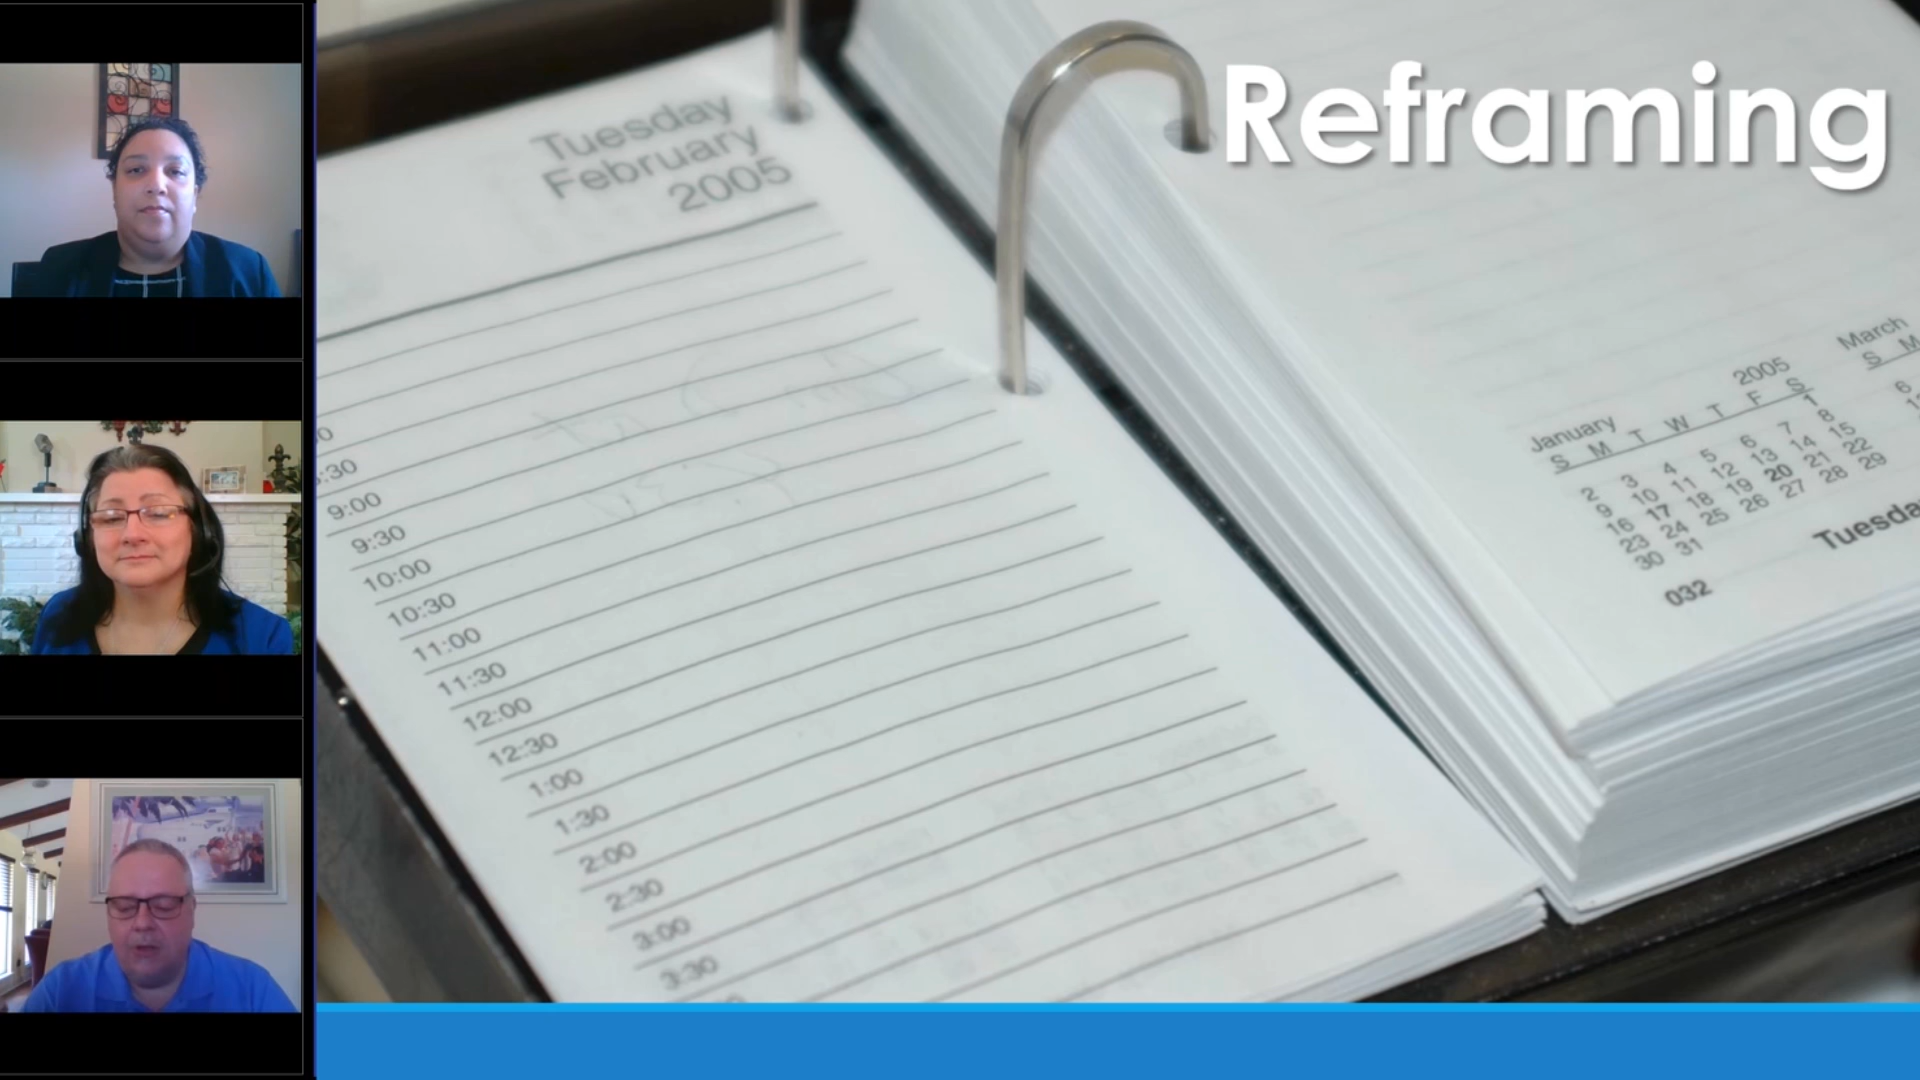 Reframing
Tuesday
February
2005
:30
9:00
9:30
10:00
10:30
11:00
11:30
12:00
12:30
1:00
1:30
2:00
2:30
3:00
3:30
2005
January
S M T W T F S
1
2 3 4 5 6 7 8
9 10 11 12 13 14 15
16 17 18 19 20 21 22
23 24 25 26 27 28 29
30 31
March
S M
6
032